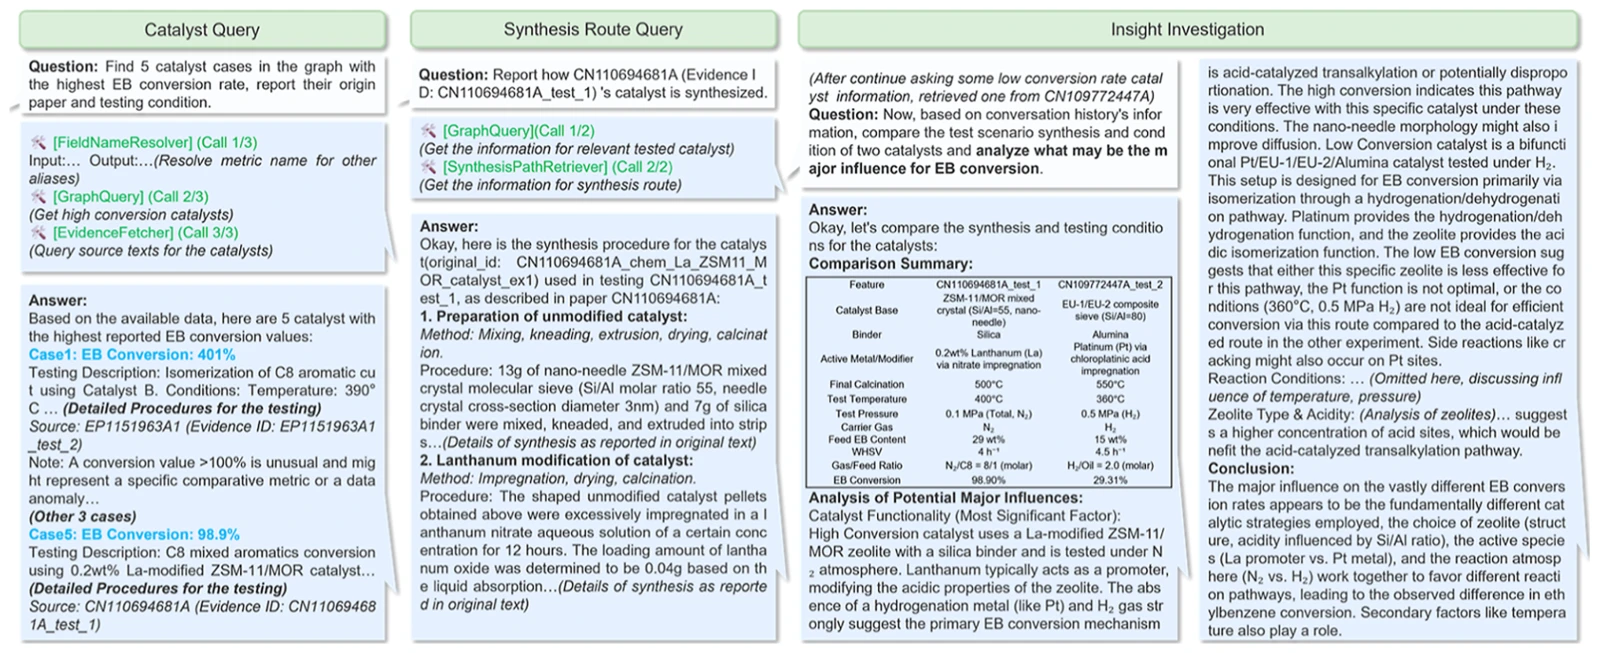 Catalyst Query
Question: Find 5 catalyst cases in the graph with
the highest EB conversion rate, report their origin
paper and testing condition.
[FieldNameResolver] (Call 1/3)
Input:... Output:...(Resolve metric name for other
aliases)
[GraphQuery] (Call 2/3)
(Get high conversion catalysts)
[EvidenceFetcher] (Call 3/3)
(Query source texts for the catalysts)
Answer:
Based on the available data, here are 5 catalyst with
the highest reported EB conversion values:
Case1: EB Conversion: 401%
Testing Description: Isomerization of C8 aromatic cu
t using Catalyst B. Conditions: Temperature: 390°
C ... (Detailed Procedures for the testing)
Source: EP1151963A1 (Evidence ID: EP1151963A1
_test_2)
Note: A conversion value >100% is unusual and mig
ht represent a specific comparative metric or a data
anomaly…
(Other 3 cases)
Case5: EB Conversion: 98.9%
Testing Description: C8 mixed aromatics conversion
using 0.2wt% La-modified ZSM-11/MOR catalyst…
(Detailed Procedures for the testing)
Source: CN110694681A (Evidence ID: CN11069468
1A_test_1)
Synthesis Route Query
Question: Report how CN110694681A (Evidence I
D: CN110694681A_test_1) 's catalyst is synthesized.
[GraphQuery](Call 1/2)
(Get the information for relevant tested catalyst)
[SynthesisPathRetriever] (Call 2/2)
(Get the information for synthesis route)
Answer:
Okay, here is the synthesis procedure for the catalys
t(original_id: CN110694681A_chem_La_ZSM11_M
OR_catalyst_ex1) used in testing CN110694681A_t
est_1, as described in paper CN110694681A:
1. Preparation of unmodified catalyst:
Method: Mixing, kneading, extrusion, drying, calcinat
ion.
Procedure: 13g of nano-needle ZSM-11/MOR mixed
crystal molecular sieve (Si/Al molar ratio 55, needle
crystal cross-section diameter 3nm) and 7g of silica
binder were mixed, kneaded, and extruded into strip
s…(Details of synthesis as reported in original text)
2. Lanthanum modification of catalyst:
Method: Impregnation, drying, calcination.
Procedure: The shaped unmodified catalyst pellets
obtained above were excessively impregnated in a l
anthanum nitrate aqueous solution of a certain conc
entration for 12 hours. The loading amount of lantha
num oxide was determined to be 0.04g based on th
e liquid absorption…(Details of synthesis as reporte
d in original text)
Insight Investigation
(After continue asking some low conversion rate catal
yst information, retrieved one from CN109772447A)
Question: Now, based on conversation history's infor
mation, compare the test scenario synthesis and cond
ition of two catalysts and analyze what may be the m
ajor influence for EB conversion.
Answer:
Okay, let's compare the synthesis and testing conditio
ns for the catalysts:
Comparison Summary:
Feature CN110694681A_test_1 CN109772447A_test_2
Catalyst Base ZSM-11/MOR mixed crystal (Si/Al=55, nano-needle) EU-1/EU-2 composite sieve (Si/Al=80)
Binder Silica Alumina
Active Metal/Modifier 0.2wt% Lanthanum (La) via nitrate impregnation Platinum (Pt) via chloroplatinic acid impregnation
Final Calcination 500°C 550°C
Test Temperature 400°C 360°C
Test Pressure 0.1 MPa (Total, N₂) 0.5 MPa (H₂)
Carrier Gas N₂ H₂
Feed EB Content 29 wt% 15 wt%
WHSV 4 h⁻¹ 4.5 h⁻¹
Gas/Feed Ratio N₂/C8 = 8/1 (molar) H₂/Oil = 2.0 (molar)
EB Conversion 98.90% 29.31%
Analysis of Potential Major Influences:
Catalyst Functionality (Most Significant Factor):
High Conversion catalyst uses a La-modified ZSM-11/
MOR zeolite with a silica binder and is tested under N
₂ atmosphere. Lanthanum typically acts as a promoter,
modifying the acidic properties of the zeolite. The abs
ence of a hydrogenation metal (like Pt) and H₂ gas str
ongly suggest the primary EB conversion mechanism
is acid-catalyzed transalkylation or potentially dispropo
rtionation. The high conversion indicates this pathway
is very effective with this specific catalyst under these
conditions. The nano-needle morphology might also i
mprove diffusion. Low Conversion catalyst is a bifuncti
onal Pt/EU-1/EU-2/Alumina catalyst tested under H₂.
This setup is designed for EB conversion primarily via
isomerization through a hydrogenation/dehydrogenati
on pathway. Platinum provides the hydrogenation/deh
ydrogenation function, and the zeolite provides the aci
dic isomerization function. The low EB conversion sug
gests that either this specific zeolite is less effective fo
r this pathway, the Pt function is not optimal, or the co
nditions (360°C, 0.5 MPa H₂) are not ideal for efficient
conversion via this route compared to the acid-catalyz
ed route in the other experiment. Side reactions like cr
acking might also occur on Pt sites.
Reaction Conditions: … (Omitted here, discussing infl
uence of temperature, pressure)
Zeolite Type & Acidity: (Analysis of zeolites)… suggest
s a higher concentration of acid sites, which would be
nefit the acid-catalyzed transalkylation pathway.
Conclusion:
The major influence on the vastly different EB convers
ion rates appears to be the fundamentally different cat
alytic strategies employed, the choice of zeolite (struct
ure, acidity influenced by Si/Al ratio), the active specie
s (La promoter vs. Pt metal), and the reaction atmosp
here (N₂ vs. H₂) work together to favor different reacti
on pathways, leading to the observed difference in eth
ylbenzene conversion. Secondary factors like tempera
ture also play a role.